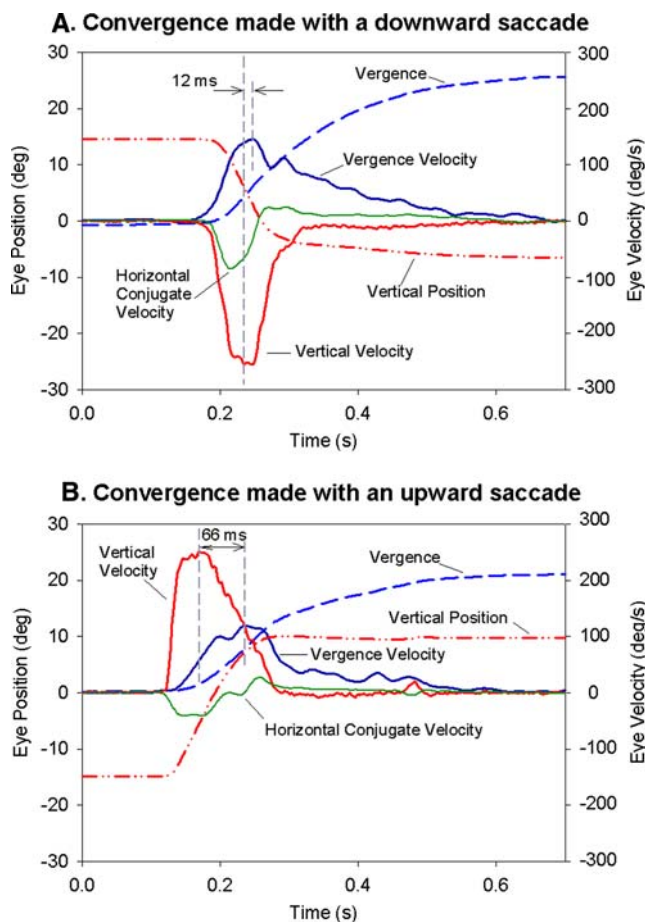 A. Convergence made with a downward saccade
30
20
10
0
-10
-20
-30
Eye Position (deg)
300
200
100
0
-100
-200
-300
Eye Velocity (deg/s)
12 ms
Vergence
Vergence Velocity
Horizontal
Conjugate
Velocity
Vertical Position
Vertical Velocity
0.0 0.2 0.4 0.6
Time (s)
B. Convergence made with an upward saccade
30
20
10
0
-10
-20
-30
Eye Position (deg)
300
200
100
0
-100
-200
-300
Eye Velocity (deg/s)
66 ms
Vertical
Velocity
Vergence
Vertical Position
Vergence Velocity
Horizontal Conjugate Velocity
0.0 0.2 0.4 0.6
Time (s)